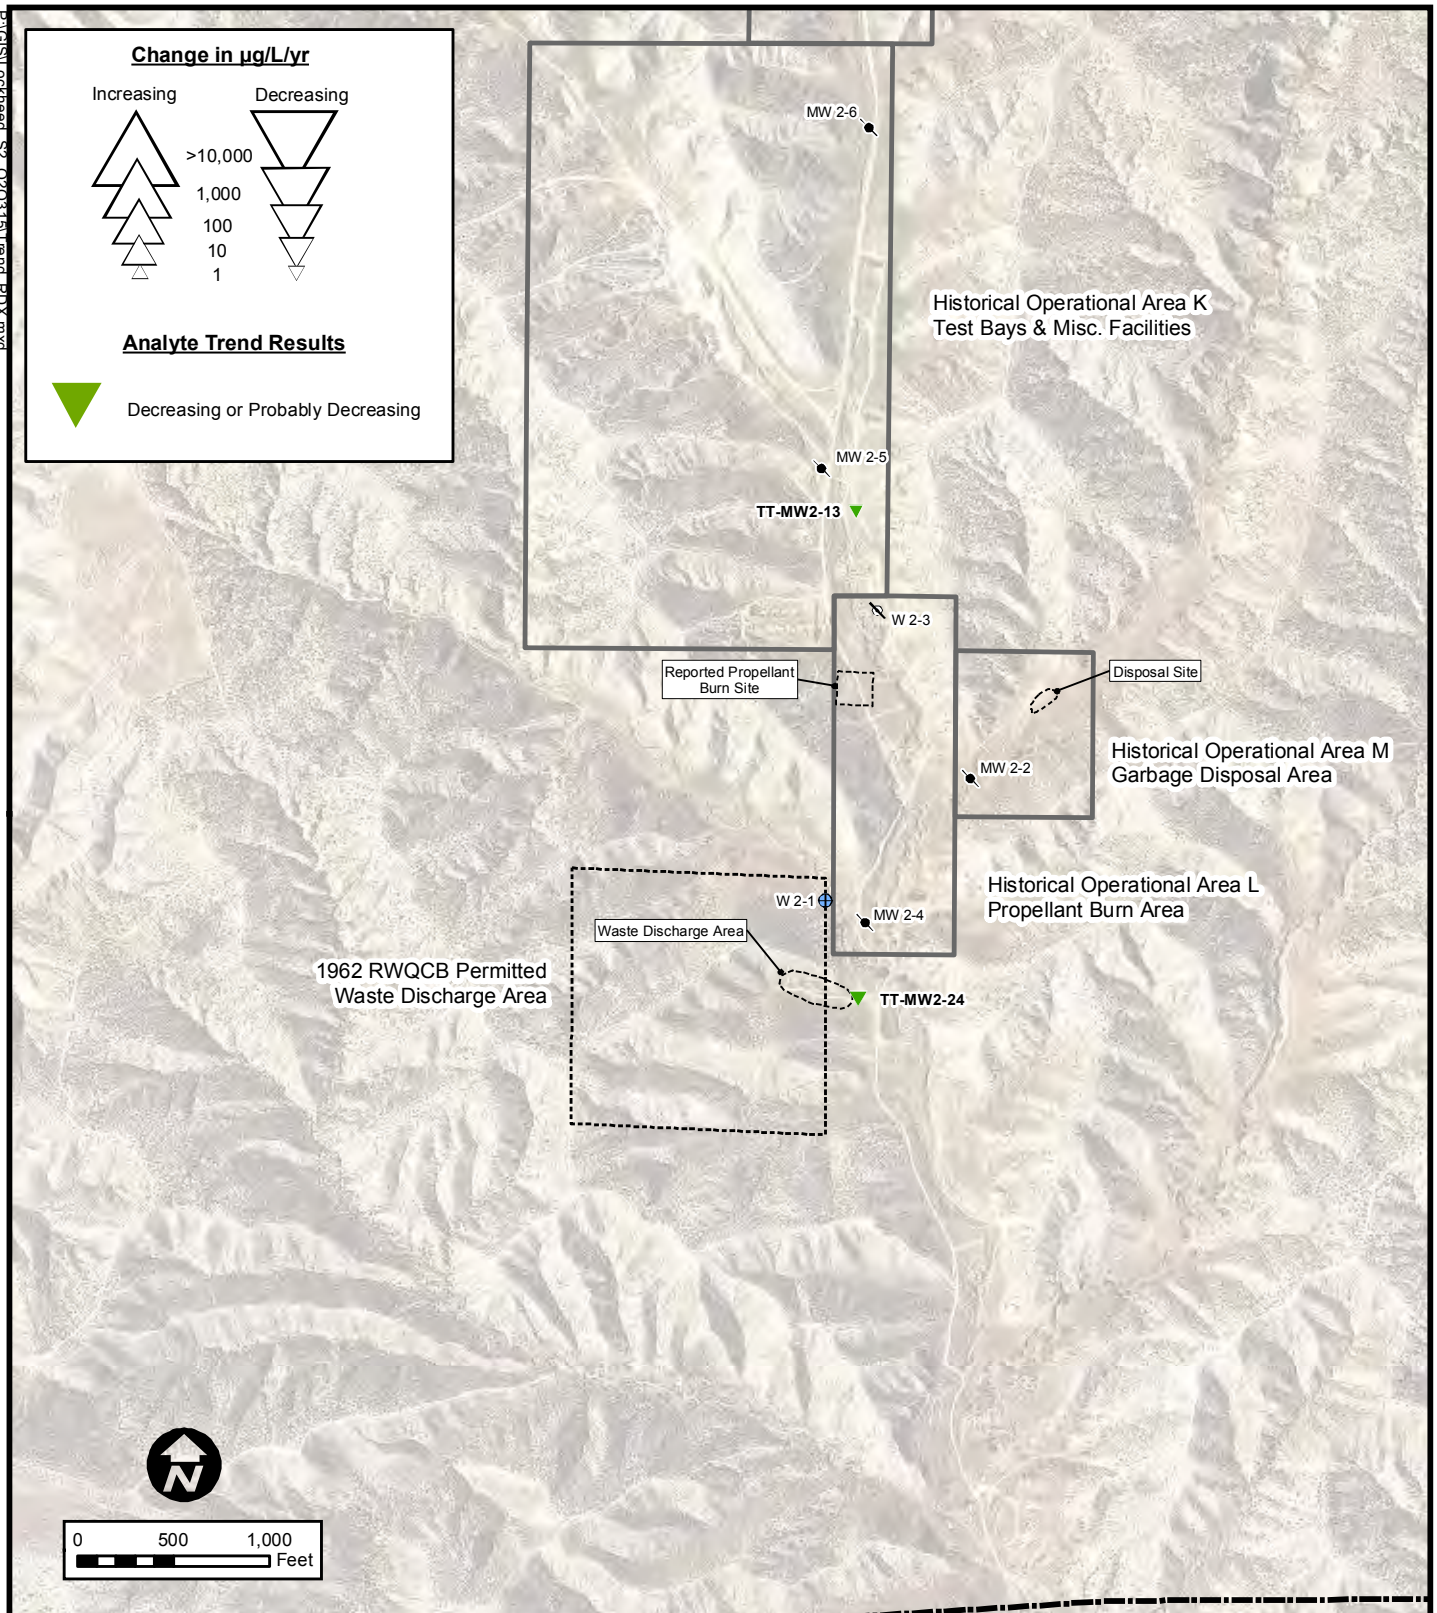 Change in µg/L/yr
Increasing
Decreasing
>10,000
1,000
100
10
1
Analyte Trend Results
Decreasing or Probably Decreasing
MW 2-6
Historical Operational Area K
Test Bays & Misc. Facilities
MW 2-5
TT-MW2-13
W 2-3
Reported Propellant
Burn Site
Disposal Site
Historical Operational Area M
Garbage Disposal Area
MW 2-2
Historical Operational Area L
Propellant Burn Area
W 2-1
MW 2-4
Waste Discharge Area
1962 RWQCB Permitted
Waste Discharge Area
TT-MW2-24
N
0 500 1,000
Feet